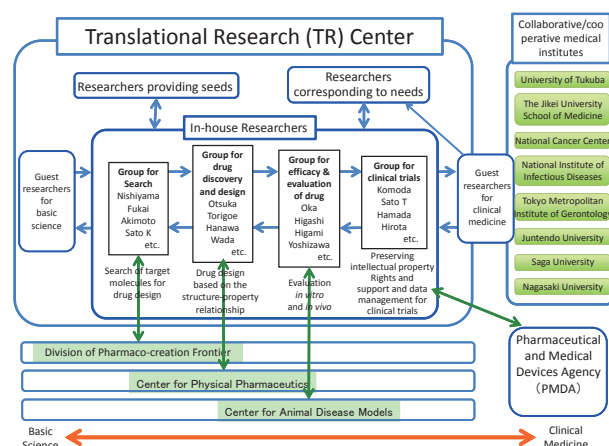 Translational Research (TR) Center
Researchers providing seeds
Researchers
corresponding to needs
In-house Researchers
Guest
researchers
for
basic
science
Group for
Search
Nishiyama
Fukai
Akimoto
Sato K
etc.
Search of target
molecules for
drug design
Group for
drug
discovery
and design
Otsuka
Torigoe
Hanawa
Wada
etc.
Drug design
based on the
structure-property
relationship
Group for
efficacy &
evaluation
of drug
Oka
Higashi
Higami
Yoshizawa
etc.
Evaluation
in vitro
and in vivo
Group for
clinical trials
Komoda
Sato T
Hamada
Hirota
etc.
Preserving
intellectual property
Rights and
support and data
management for
clinical trials
Guest
researchers
for
clinical
medicine
Collaborative/coo
perative medical
institutes
University of Tukuba
The Jikei University
School of Medicine
National Cancer Center
National Institute of
Infectious Diseases
Tokyo Metropolitan
Institute of Gerontology
Juntendo University
Saga University
Nagasaki University
Pharmaceutical
and Medical
Devices Agency
(PMDA)
Division of Pharmaco-creation Frontier
Center for Physical Pharmaceutics
Center for Animal Disease Models
Basic
Science
Clinical
Medicine